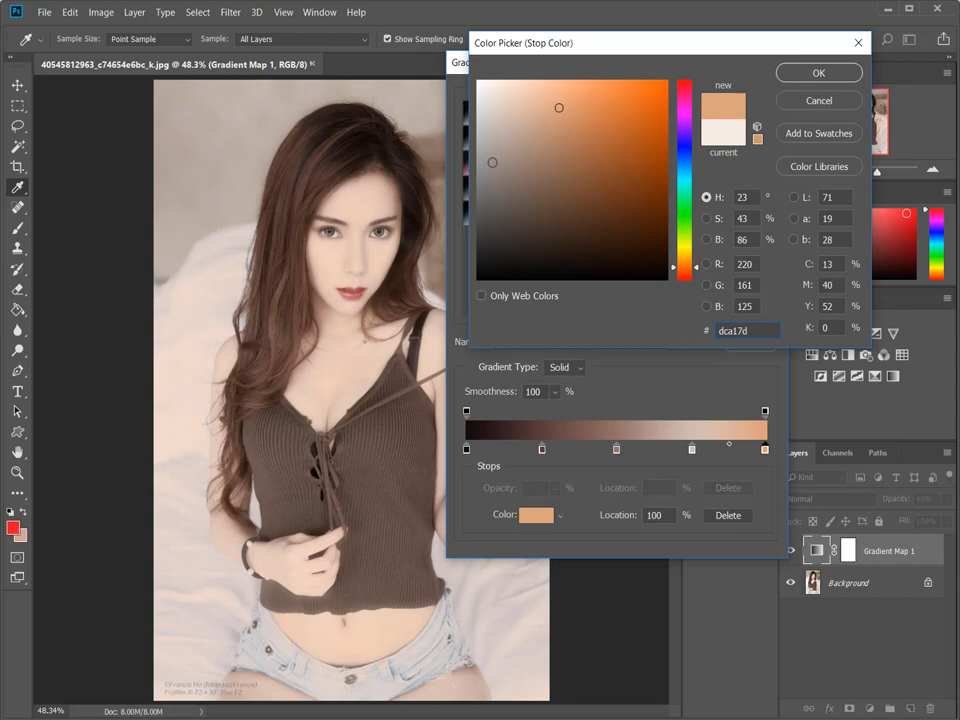 Ps File Edit Image Layer Type Select Filter 3D View Window Help
Sample Size: Point Sample Sample: All Layers Show Sampling Ring
40545812963_c74654e6bc_k.jpg @ 48.3% (Gradient Map 1, RGB/8)
Color Picker (Stop Color)
new
current
OK
Cancel
Add to Swatches
Color Libraries
H: 23 °
L: 71
S: 43 %
a: 19
B: 86 %
b: 28
R: 220
C: 13 %
G: 161
M: 40 %
B: 125
Y: 52 %
# dca17d
K: 0 %
Only Web Colors
Gradient Type: Solid
Smoothness: 100 %
Stops
Opacity: % Location: % Delete
Color: Location: 100 % Delete
Channels Paths
Kind
Normal Opacity: 40%
Fill: 100%
Gradient Map 1
Background
48.34% Doc: 8.00M/8.00M